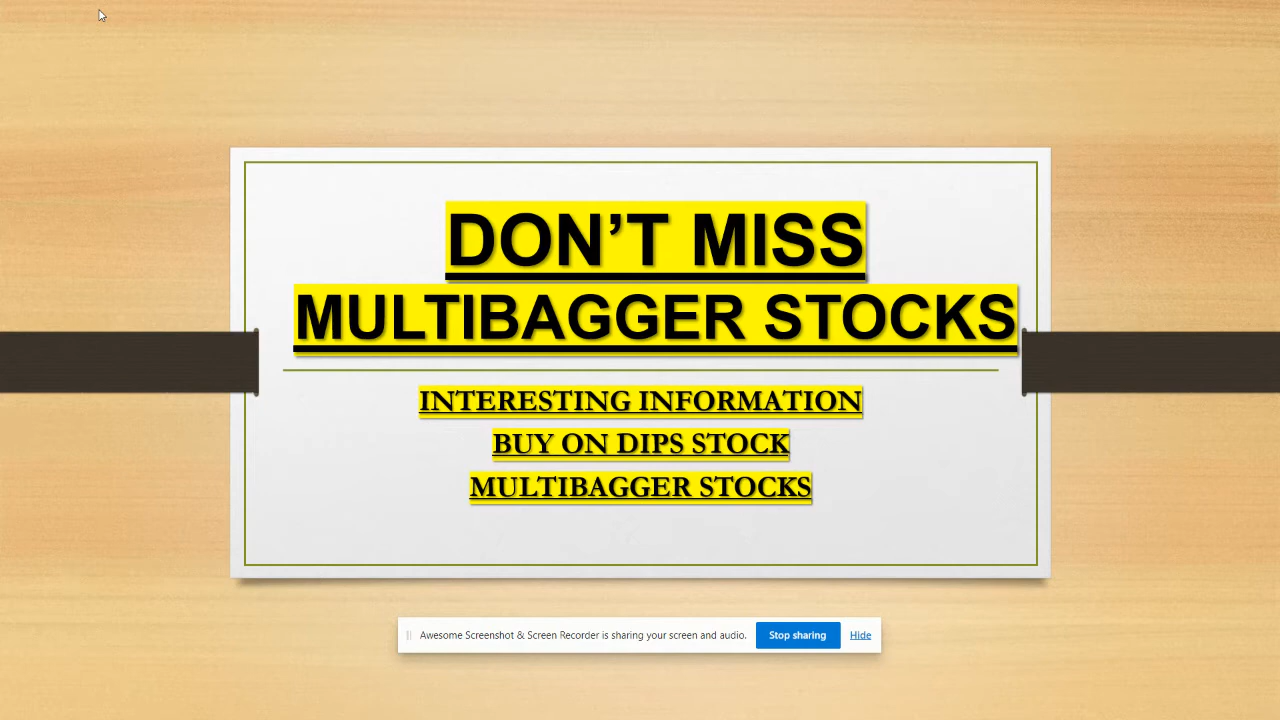 DON’T MISS
MULTIBAGGER STOCKS
INTERESTING INFORMATION
BUY ON DIPS STOCK
MULTIBAGGER STOCKS
Awesome Screenshot & Screen Recorder is sharing your screen and audio. Stop sharing Hide